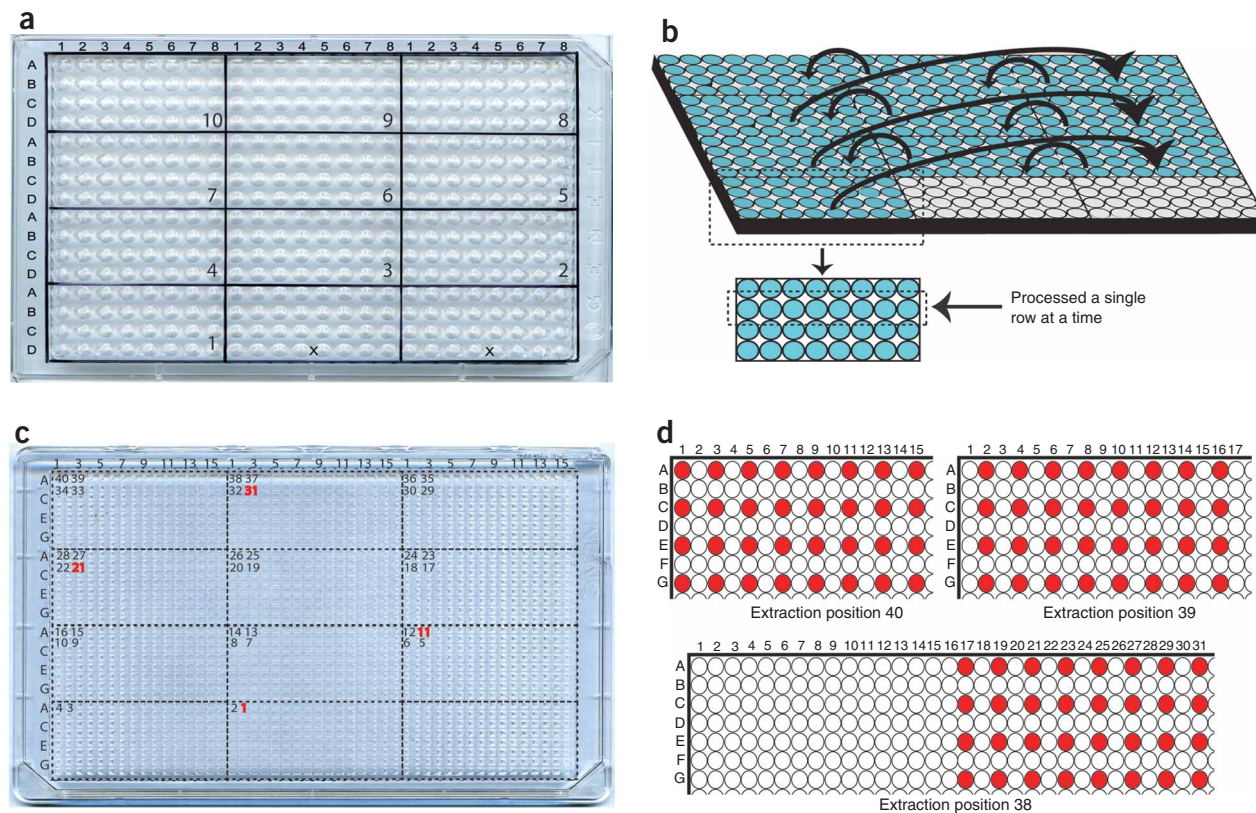 a
1 2 3 4 5 6 7 8 1 2 3 4 5 6 7 8 1 2 3 4 5 6 7 8
A
B
C
D 10 9 8
A
B
C
D 7 6 5
A
B
C
D 4 3 2
A
B
C
D 1 x x
b
Processed a single
row at a time
c
1 3 5 7 9 11 15 1 3 5 7 9 11 15 1 3 5 7 9 11 13 15
A 40 39 38 37 36 35
34 33 32 31 30 29
C
E
G
A 28 27 26 25 24 23
C 22 21 20 19 18 17
E
G
A 16 15 14 13 12 11
10 9 8 7 6 5
C
E
G
A 4 3 2 1
C
E
G
d
1 2 3 4 5 6 7 8 9 10 11 12 13 14 15
A
B
C
D
E
F
G
Extraction position 40
1 2 3 4 5 6 7 8 9 10 11 12 13 14 15 16 17
A
B
C
D
E
F
G
Extraction position 39
1 2 3 4 5 6 7 8 9 10 11 12 13 14 15 16 17 18 19 20 21 22 23 24 25 26 27 28 29 30 31
A
B
C
D
E
F
G
Extraction position 38